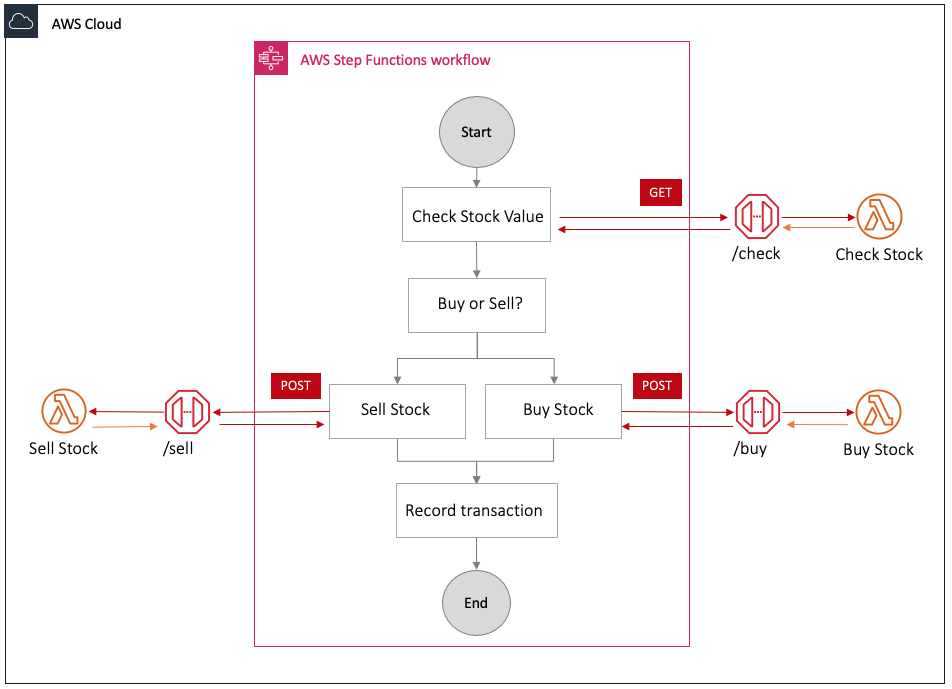 AWS Cloud
AWS Step Functions workflow
Start
GET
Check Stock Value
/check
Check Stock
Buy or Sell?
POST
POST
Sell Stock
Buy Stock
Sell Stock
/sell
/buy
Buy Stock
Record transaction
End